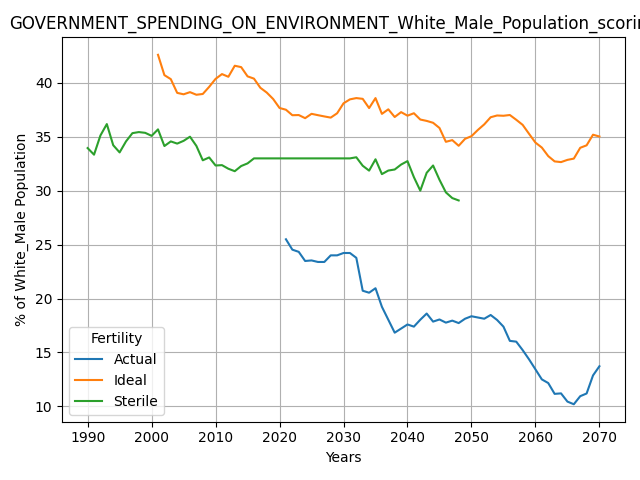 GOVERNMENT_SPENDING_ON_ENVIRONMENT_White_Male_Population_scorin
% of White_Male Population
40
35
30
25
20
15
10
Fertility
Actual
Ideal
Sterile
1990 2000 2010 2020 2030 2040 2050 2060 2070
Years